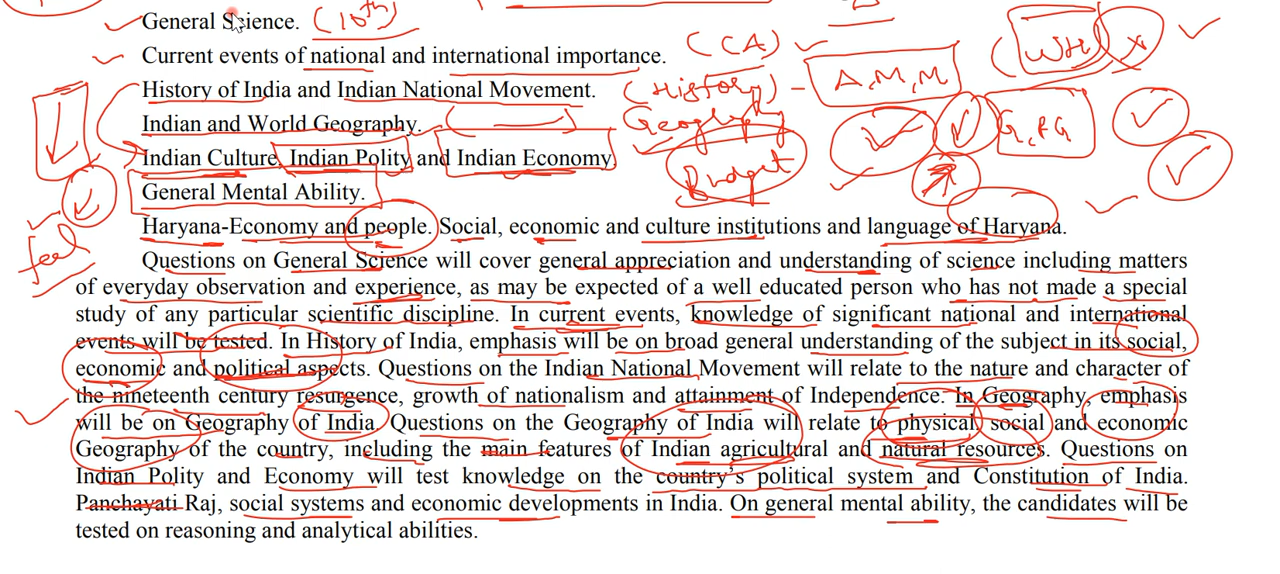 General Science. (10th)
Current events of national and international importance. (CA)
History of India and Indian National Movement. (History) - A, M, M (WH) X
Indian and World Geography. Geography G, PG
Indian Culture, Indian Polity and Indian Economy Budget
General Mental Ability.
Haryana-Economy and people. Social, economic and culture institutions and language of Haryana.
Questions on General Science will cover general appreciation and understanding of science including matters
of everyday observation and experience, as may be expected of a well educated person who has not made a special
study of any particular scientific discipline. In current events, knowledge of significant national and international
events will be tested. In History of India, emphasis will be on broad general understanding of the subject in its social,
economic and political aspects. Questions on the Indian National Movement will relate to the nature and character of
the nineteenth century resurgence, growth of nationalism and attainment of Independence. In Geography, emphasis
will be on Geography of India. Questions on the Geography of India will relate to physical, social and economic
Geography of the country, including the main features of Indian agricultural and natural resources. Questions on
Indian Polity and Economy will test knowledge on the country's political system and Constitution of India.
Panchayati Raj, social systems and economic developments in India. On general mental ability, the candidates will be
tested on reasoning and analytical abilities.